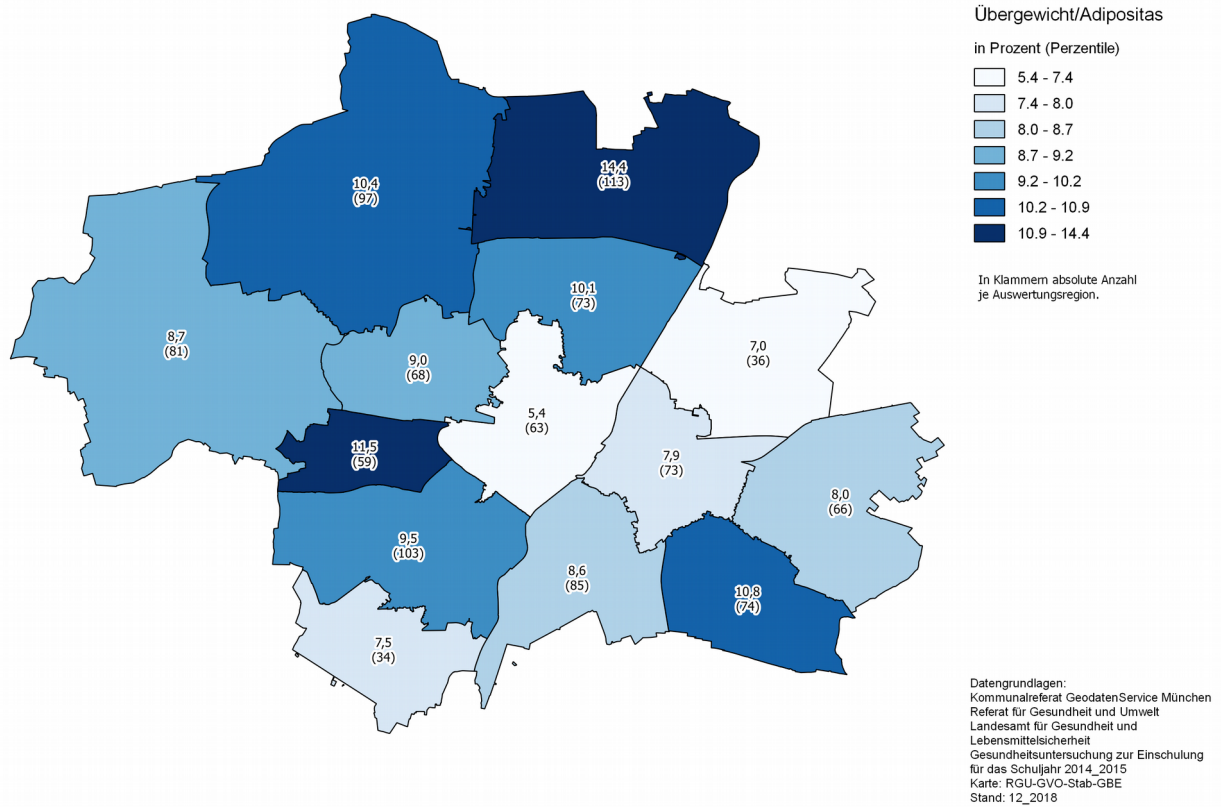 Übergewicht/Adipositas
in Prozent (Perzentile)
5.4 - 7.4
7.4 - 8.0
8.0 - 8.7
8.7 - 9.2
9.2 - 10.2
10.2 - 10.9
10.9 - 14.4
In Klammern absolute Anzahl
je Auswertungsregion.
14,4
(113)
10,4
(97)
10,1
(73)
8,7
(81)
7,0
(36)
9,0
(68)
5,4
(63)
11,5
(59)
7,9
(73)
8,0
(66)
9,5
(103)
8,6
(85)
10,8
(74)
7,5
(34)
Datengrundlagen:
Kommunalreferat GeodatenService München
Referat für Gesundheit und Umwelt
Landesamt für Gesundheit und
Lebensmittelsicherheit
Gesundheitsuntersuchung zur Einschulung
für das Schuljahr 2014_2015
Karte: RGU-GVO-Stab-GBE
Stand: 12_2018